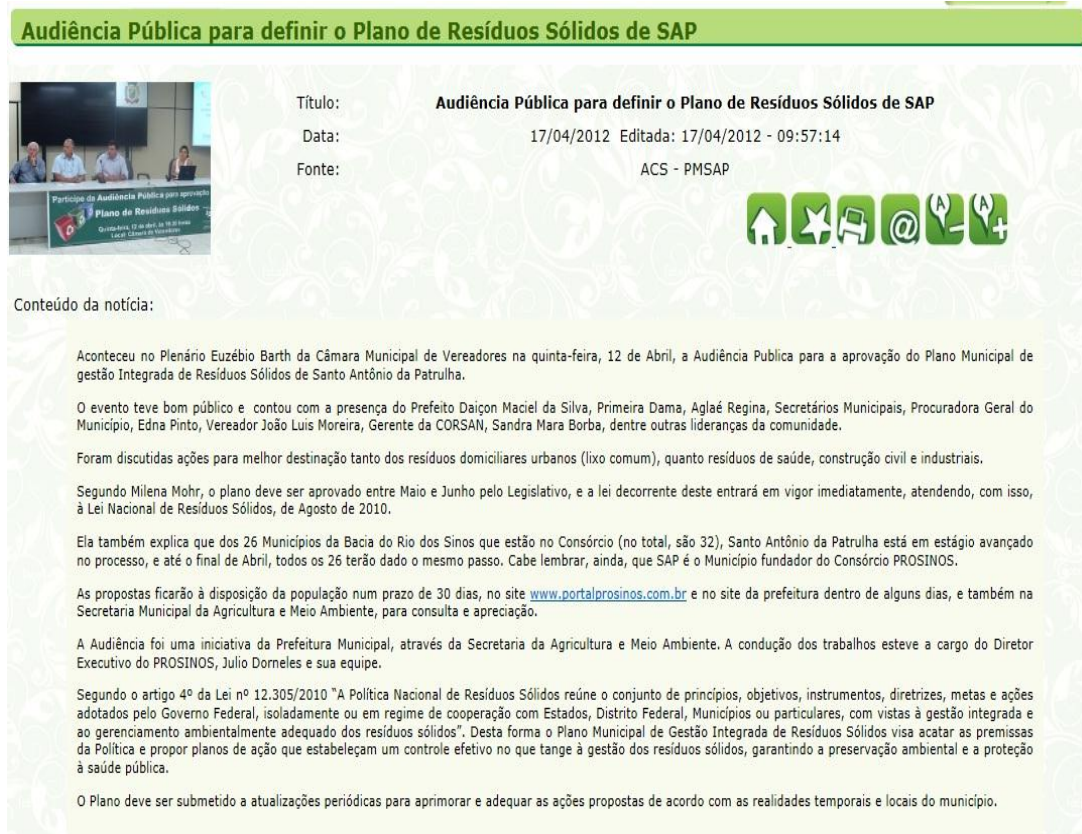 Audiência Pública para definir o Plano de Resíduos Sólidos de SAP
Título: Audiência Pública para definir o Plano de Resíduos Sólidos de SAP
Data: 17/04/2012 Editada: 17/04/2012 - 09:57:14
Fonte: ACS - PMSAP
Participe da Audiência Pública para aprovação
Plano de Resíduos Sólidos
Quinta-feira, 12 de abril, às 18:30 horas
Local: Câmara de Vereadores
Conteúdo da notícia:
Aconteceu no Plenário Euzébio Barth da Câmara Municipal de Vereadores na quinta-feira, 12 de Abril, a Audiência Publica para a aprovação do Plano Municipal de
gestão Integrada de Resíduos Sólidos de Santo Antônio da Patrulha.
O evento teve bom público e contou com a presença do Prefeito Daiçon Maciel da Silva, Primeira Dama, Aglaé Regina, Secretários Municipais, Procuradora Geral do
Município, Edna Pinto, Vereador João Luis Moreira, Gerente da CORSAN, Sandra Mara Borba, dentre outras lideranças da comunidade.
Foram discutidas ações para melhor destinação tanto dos resíduos domiciliares urbanos (lixo comum), quanto resíduos de saúde, construção civil e industriais.
Segundo Milena Mohr, o plano deve ser aprovado entre Maio e Junho pelo Legislativo, e a lei decorrente deste entrará em vigor imediatamente, atendendo, com isso,
à Lei Nacional de Resíduos Sólidos, de Agosto de 2010.
Ela também explica que dos 26 Municípios da Bacia do Rio dos Sinos que estão no Consórcio (no total, são 32), Santo Antônio da Patrulha está em estágio avançado
no processo, e até o final de Abril, todos os 26 terão dado o mesmo passo. Cabe lembrar, ainda, que SAP é o Município fundador do Consórcio PROSINOS.
As propostas ficarão à disposição da população num prazo de 30 dias, no site www.portalprosinos.com.br e no site da prefeitura dentro de alguns dias, e também na
Secretaria Municipal da Agricultura e Meio Ambiente, para consulta e apreciação.
A Audiência foi uma iniciativa da Prefeitura Municipal, através da Secretaria da Agricultura e Meio Ambiente. A condução dos trabalhos esteve a cargo do Diretor
Executivo do PROSINOS, Julio Dorneles e sua equipe.
Segundo o artigo 4º da Lei nº 12.305/2010 “A Política Nacional de Resíduos Sólidos reúne o conjunto de princípios, objetivos, instrumentos, diretrizes, metas e ações
adotados pelo Governo Federal, isoladamente ou em regime de cooperação com Estados, Distrito Federal, Municípios ou particulares, com vistas à gestão integrada e
ao gerenciamento ambientalmente adequado dos resíduos sólidos”. Desta forma o Plano Municipal de Gestão Integrada de Resíduos Sólidos visa acatar as premissas
da Política e propor planos de ação que estabeleçam um controle efetivo no que tange à gestão dos resíduos sólidos, garantindo a preservação ambiental e a proteção
à saúde pública.
O Plano deve ser submetido a atualizações periódicas para aprimorar e adequar as ações propostas de acordo com as realidades temporais e locais do município.